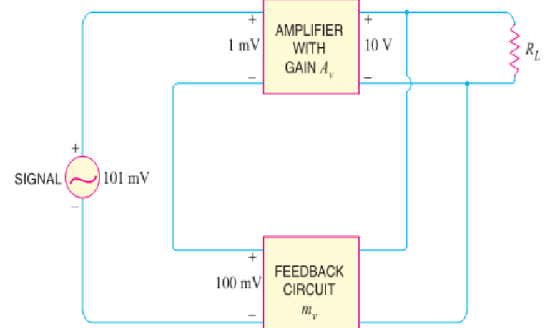 + AMPLIFIER +
1 mV WITH 10 V
GAIN A_v
– –
R_L
+
SIGNAL 101 mV
–
+ FEEDBACK
100 mV CIRCUIT
– m_v